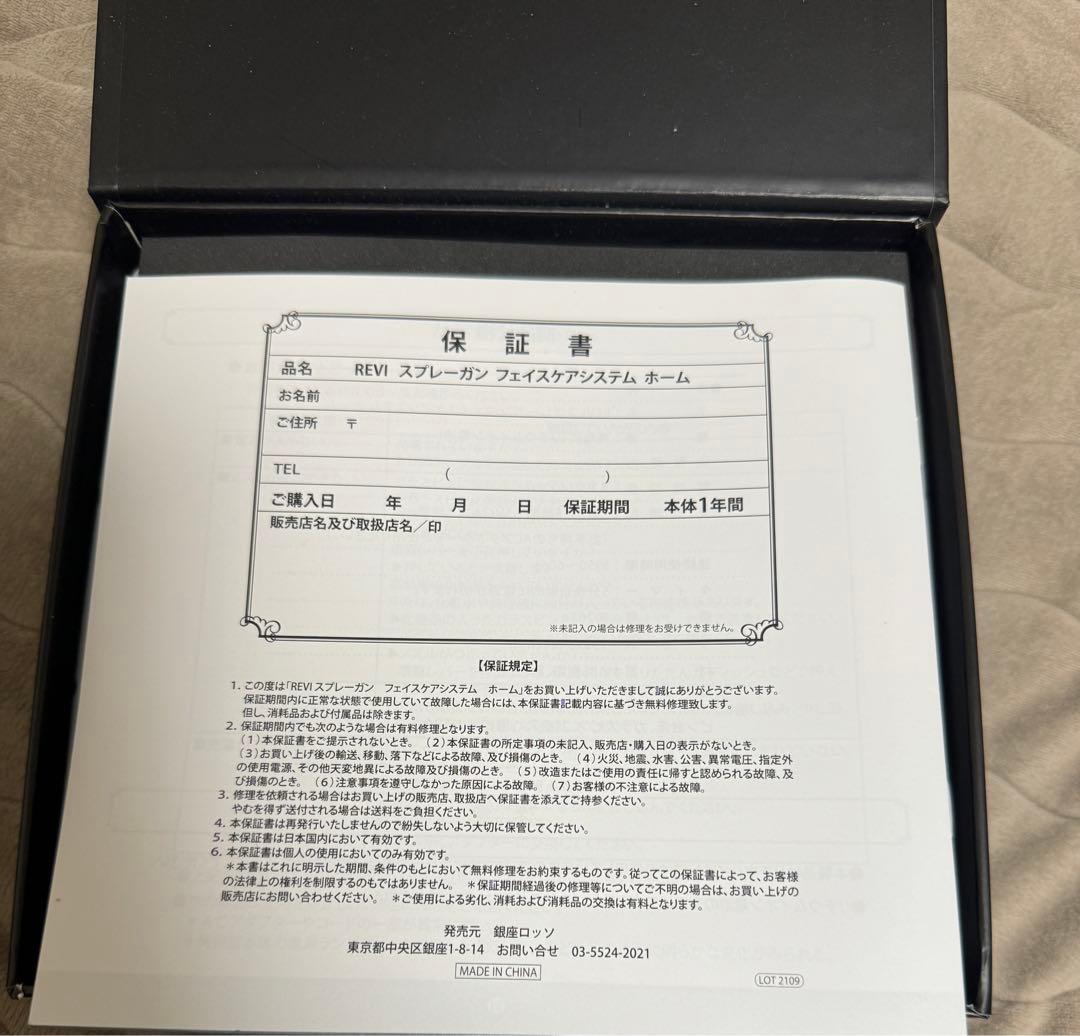 保証書
品名 REVI スプレーガン フェイスケアシステム ホーム
お名前
ご住所 〒
TEL ( )
ご購入日 年 月 日 保証期間 本体1年間
販売店名及び取扱店名／印
※未記入の場合は修理をお受けできません。
【保証規定】
1. この度は「REVI スプレーガン フェイスケアシステム ホーム」をお買い上げいただきまして誠にありがとうございます。
保証期間内に正常な状態で使用していて故障した場合には、本保証書記載内容に基づき無料修理致します。
但し、消耗品および付属品は除きます。
2. 保証期間内でも次のような場合は有料修理となります。
（1）本保証書をご提示されないとき。（2）本保証書の所定事項の未記入、販売店・購入日の表示がないとき。
（3）お買い上げ後の輸送、移動、落下などによる故障、及び損傷のとき。（4）火災、地震、水害、公害、異常電圧、指定外
の使用電源、その他天変地異による故障及び損傷のとき。（5）改造またはご使用の責任に帰すと認められる故障、及
び損傷のとき。（6）注意事項を遵守しなかった原因による故障。（7）お客様の不注意による故障。
3. 修理を依頼される場合はお買い上げの販売店、取扱店へ保証書を添えてご持参ください。
やむを得ず送付される場合は送料をご負担ください。
4. 本保証書は再発行いたしませんので紛失しないよう大切に保管してください。
5. 本保証書は日本国内において有効です。
6. 本保証書は個人の使用においてのみ有効です。
＊本書はこれに明示した期間、条件のもとにおいて無料修理をお約束するものです。従ってこの保証書によって、お客様
の法律上の権利を制限するのもではありません。 ＊保証期間経過後の修理等についてご不明の場合は、お買い上げの
販売店にお問い合わせください。 ＊ご使用による劣化、消耗および消耗品の交換は有料となります。
発売元 銀座ロッソ
東京都中央区銀座1-8-14 お問い合せ 03-5524-2021
MADE IN CHINA
LOT 2109